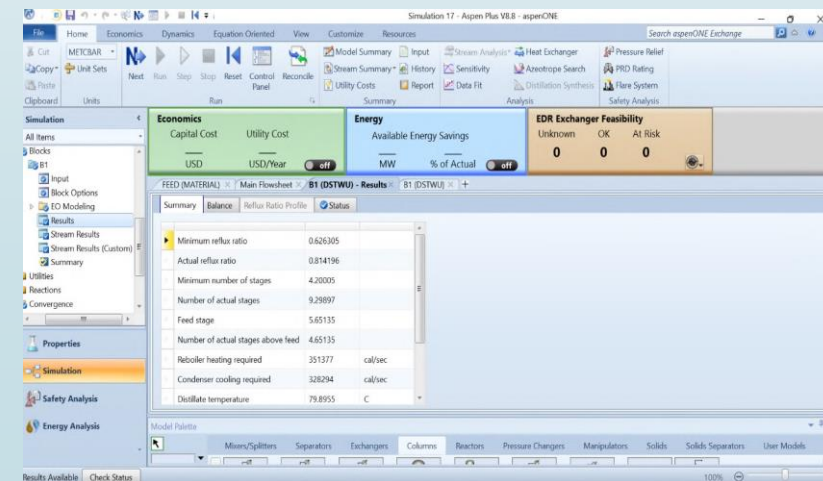 Simulation 17 - Aspen Plus V8.8 - aspenONE
File Home Economics Dynamics Equation Oriented View Customize Resources Search aspenONE Exchange
Cut METCBAR
Copy Unit Sets
Paste
Next Run Step Stop Reset Control Panel Reconcile
Model Summary Input Stream Analysis Heat Exchanger Pressure Relief
Stream Summary History Sensitivity Azeotrope Search PRD Rating
Utility Costs Report Data Fit Distillation Synthesis Flare System
Clipboard Units Run Summary Analysis Safety Analysis
Simulation
All Items
Blocks
B1
Input
Block Options
EO Modeling
Results
Stream Results
Stream Results (Custom)
Summary
Utilities
Reactions
Convergence
Properties
Simulation
Safety Analysis
Energy Analysis
Economics
Capital Cost Utility Cost
USD USD/Year off
Energy
Available Energy Savings
MW % of Actual off
EDR Exchanger Feasibility
Unknown OK At Risk
0 0 0
FEED (MATERIAL) Main Flowsheet B1 (DSTWU) - Results B1 (DSTWU) +
Summary Balance Reflux Ratio Profile Status
Minimum reflux ratio 0.626305
Actual reflux ratio 0.814196
Minimum number of stages 4.20005
Number of actual stages 9.29897
Feed stage 5.65135
Number of actual stages above feed 4.65135
Reboiler heating required 351377 cal/sec
Condenser cooling required 328294 cal/sec
Distillate temperature 79.8955 C
Model Palette
Mixers/Splitters Separators Exchangers Columns Reactors Pressure Changers Manipulators Solids Solids Separators User Models
Results Available Check Status 100%